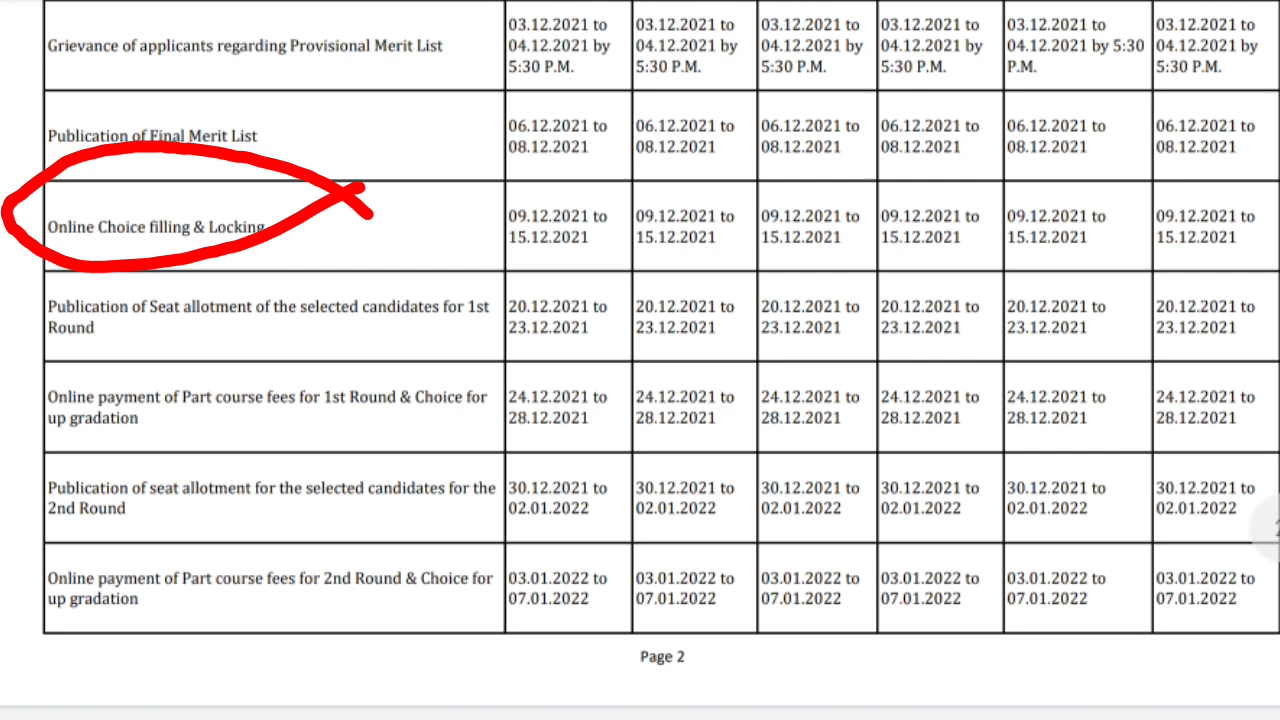 Grievance of applicants regarding Provisional Merit List
03.12.2021 to
04.12.2021 by
5:30 P.M.
03.12.2021 to
04.12.2021 by
5:30 P.M.
03.12.2021 to
04.12.2021 by
5:30 P.M.
03.12.2021 to
04.12.2021 by
5:30 P.M.
03.12.2021 to
04.12.2021 by 5:30
P.M.
03.12.2021 to
04.12.2021 by
5:30 P.M.
Publication of Final Merit List
06.12.2021 to
08.12.2021
06.12.2021 to
08.12.2021
06.12.2021 to
08.12.2021
06.12.2021 to
08.12.2021
06.12.2021 to
08.12.2021
06.12.2021 to
08.12.2021
Online Choice filling & Locking
09.12.2021 to
15.12.2021
09.12.2021 to
15.12.2021
09.12.2021 to
15.12.2021
09.12.2021 to
15.12.2021
09.12.2021 to
15.12.2021
09.12.2021 to
15.12.2021
Publication of Seat allotment of the selected candidates for 1st
Round
20.12.2021 to
23.12.2021
20.12.2021 to
23.12.2021
20.12.2021 to
23.12.2021
20.12.2021 to
23.12.2021
20.12.2021 to
23.12.2021
20.12.2021 to
23.12.2021
Online payment of Part course fees for 1st Round & Choice for
up gradation
24.12.2021 to
28.12.2021
24.12.2021 to
28.12.2021
24.12.2021 to
28.12.2021
24.12.2021 to
28.12.2021
24.12.2021 to
28.12.2021
24.12.2021 to
28.12.2021
Publication of seat allotment for the selected candidates for the
2nd Round
30.12.2021 to
02.01.2022
30.12.2021 to
02.01.2022
30.12.2021 to
02.01.2022
30.12.2021 to
02.01.2022
30.12.2021 to
02.01.2022
30.12.2021 to
02.01.2022
Online payment of Part course fees for 2nd Round & Choice for
up gradation
03.01.2022 to
07.01.2022
03.01.2022 to
07.01.2022
03.01.2022 to
07.01.2022
03.01.2022 to
07.01.2022
03.01.2022 to
07.01.2022
03.01.2022 to
07.01.2022
Page 2